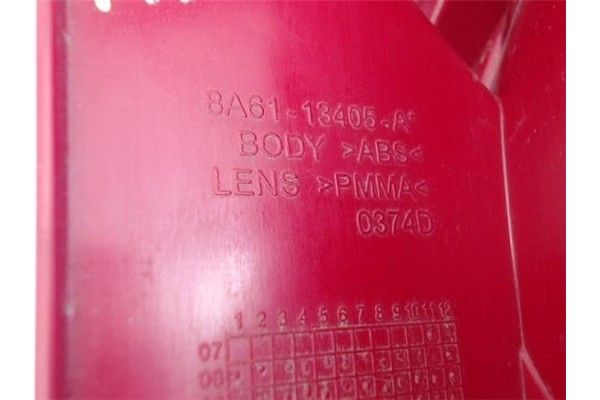 8A61-13405-A*
BODY >ABS<
LENS >PMMA<
0374D
1 2 3 4 5 6 7 8 9 10 11 12
07
08